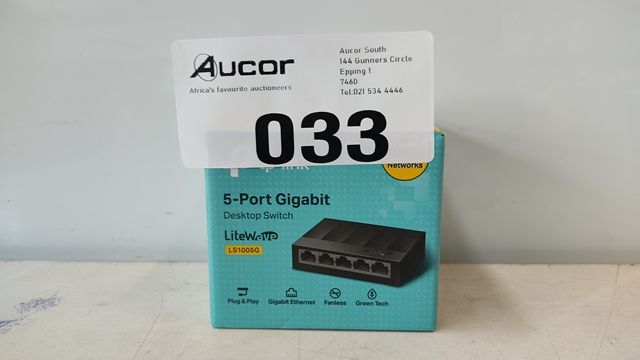 Aucor
Africa's favourite auctioneers
Aucor South
144 Gunners Circle
Epping 1
7460
Tel:021 534 4446
033
Networks
5-Port Gigabit
Desktop Switch
LiteWave
LS1005G
Plug & Play
Gigabit Ethernet
Fanless
Green Tech